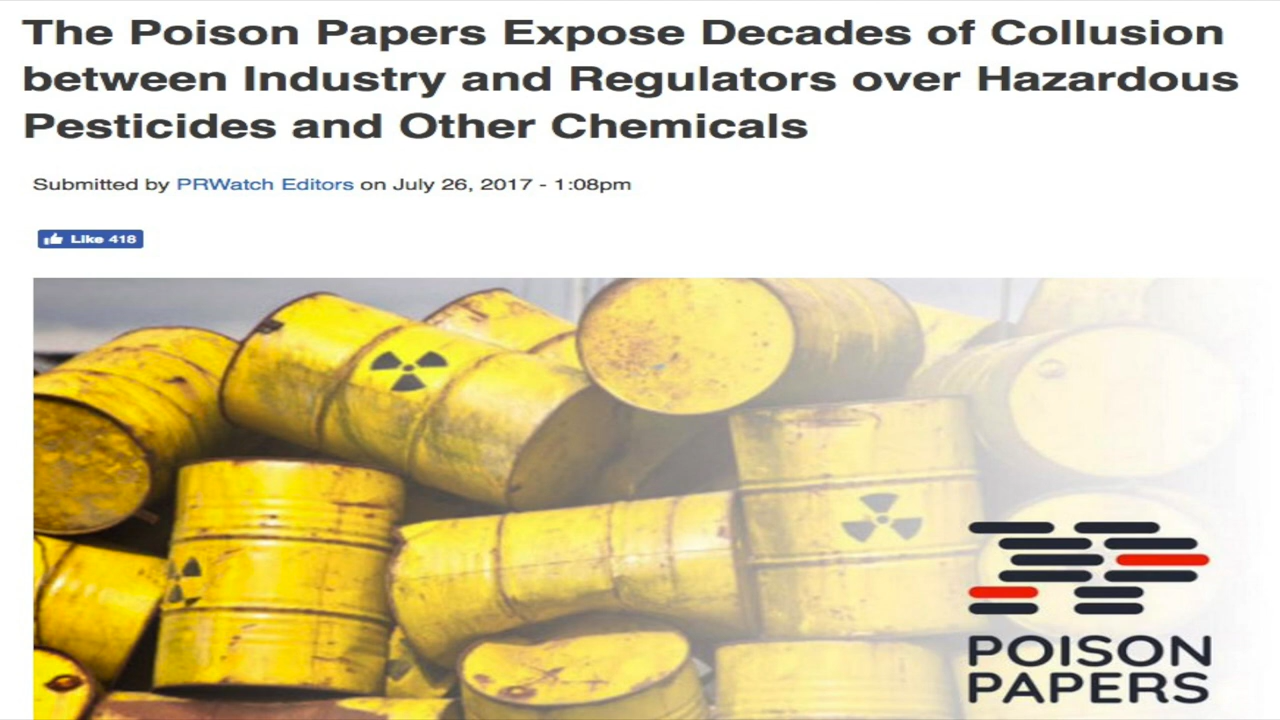 The Poison Papers Expose Decades of Collusion
between Industry and Regulators over Hazardous
Pesticides and Other Chemicals
Submitted by PRWatch Editors on July 26, 2017 - 1:08pm
Like 418
POISON
PAPERS